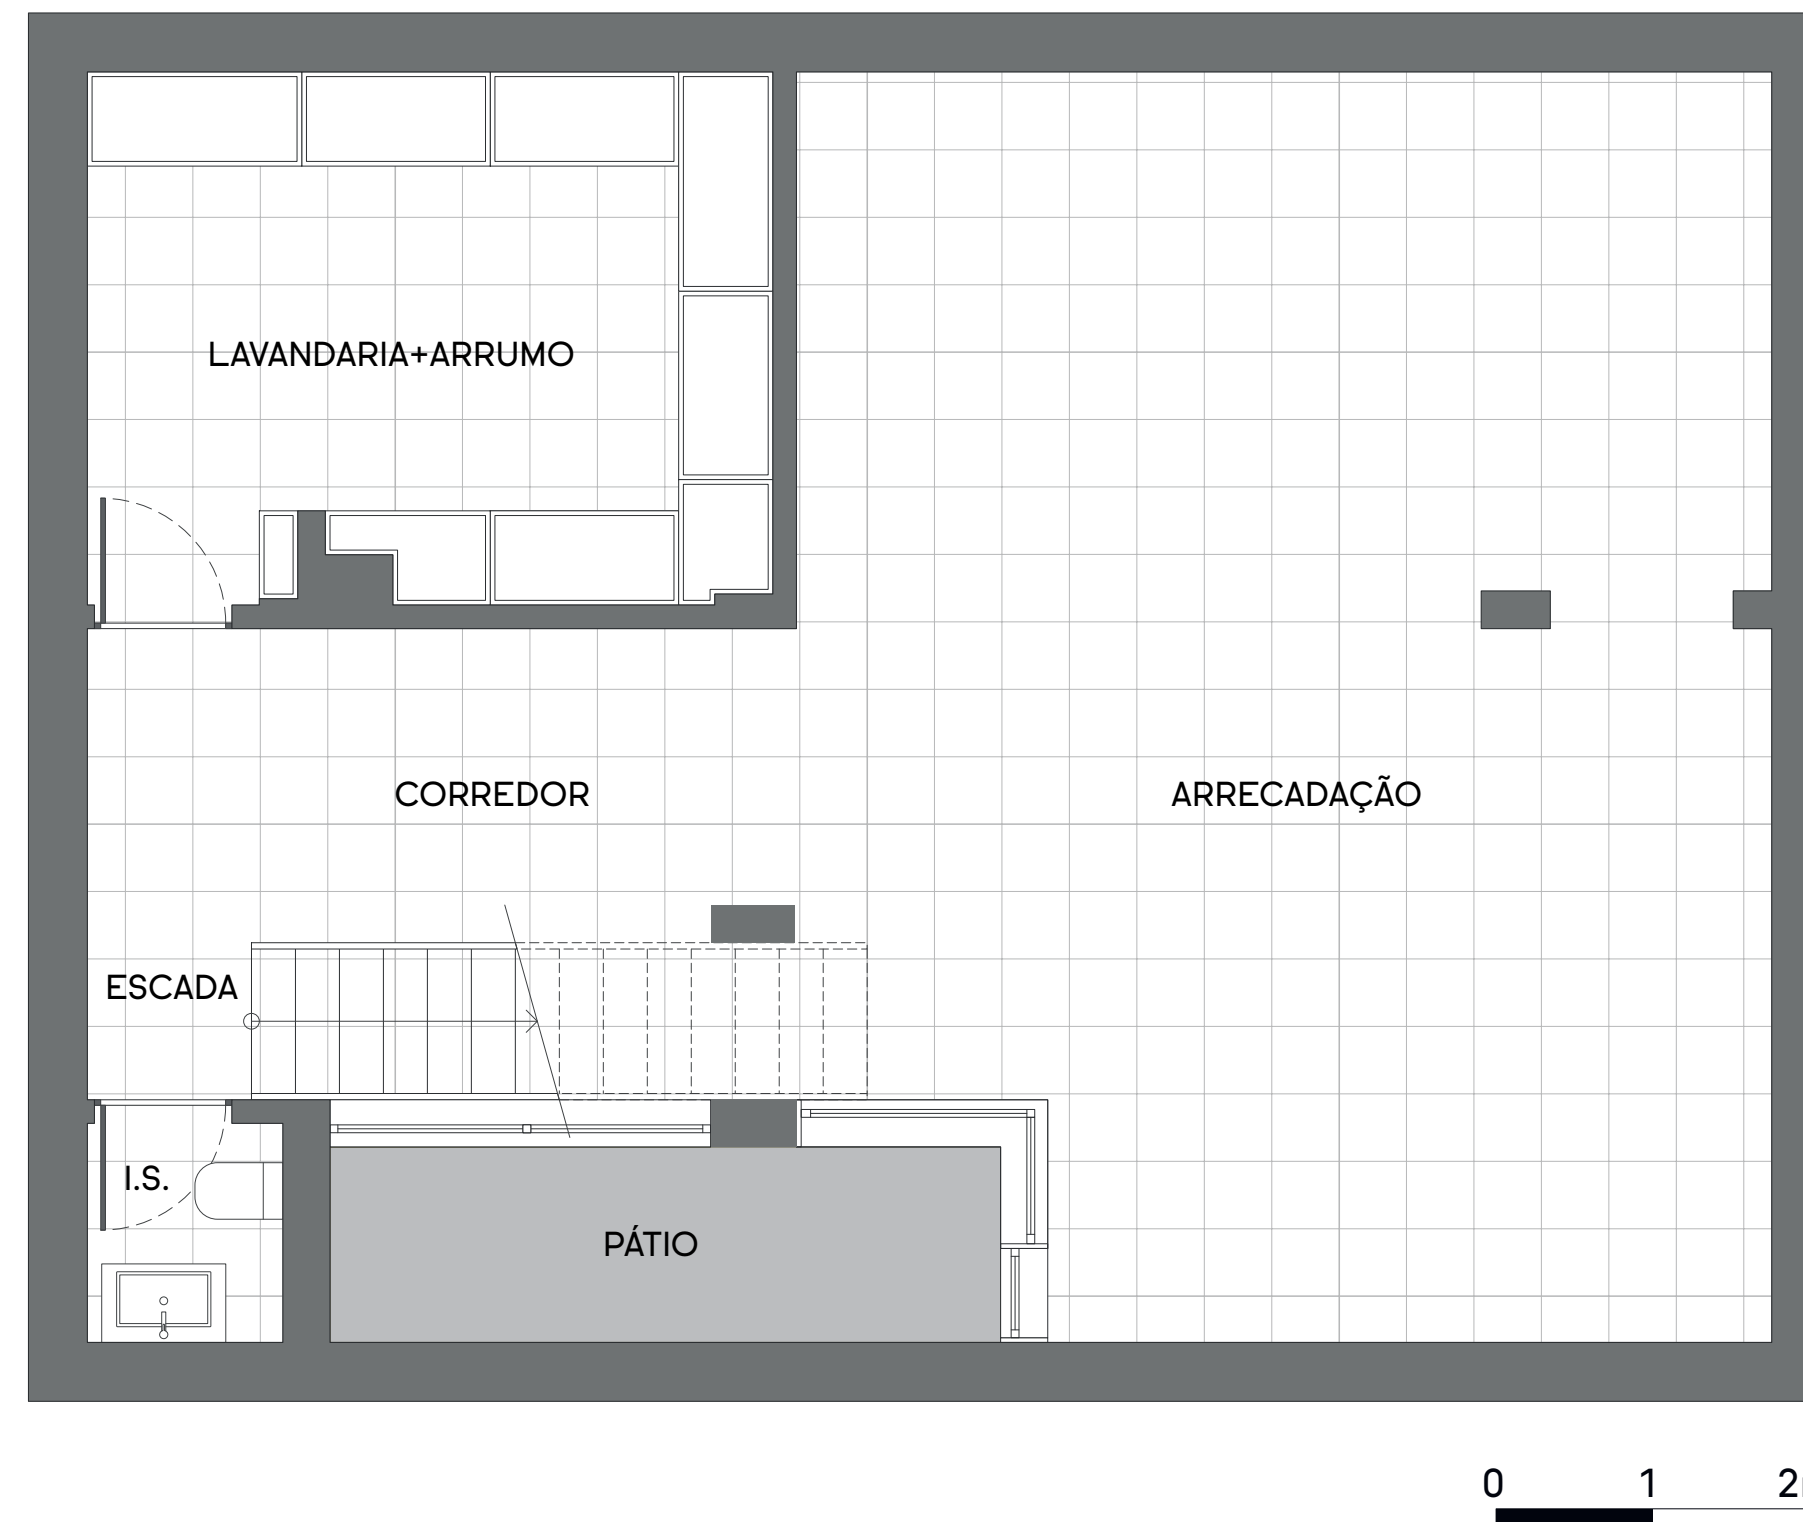 LAVANDARIA+ARRUMO
CORREDOR
ARRECADAÇÃO
ESCADA
I.S.
PÁTIO
0 1 2